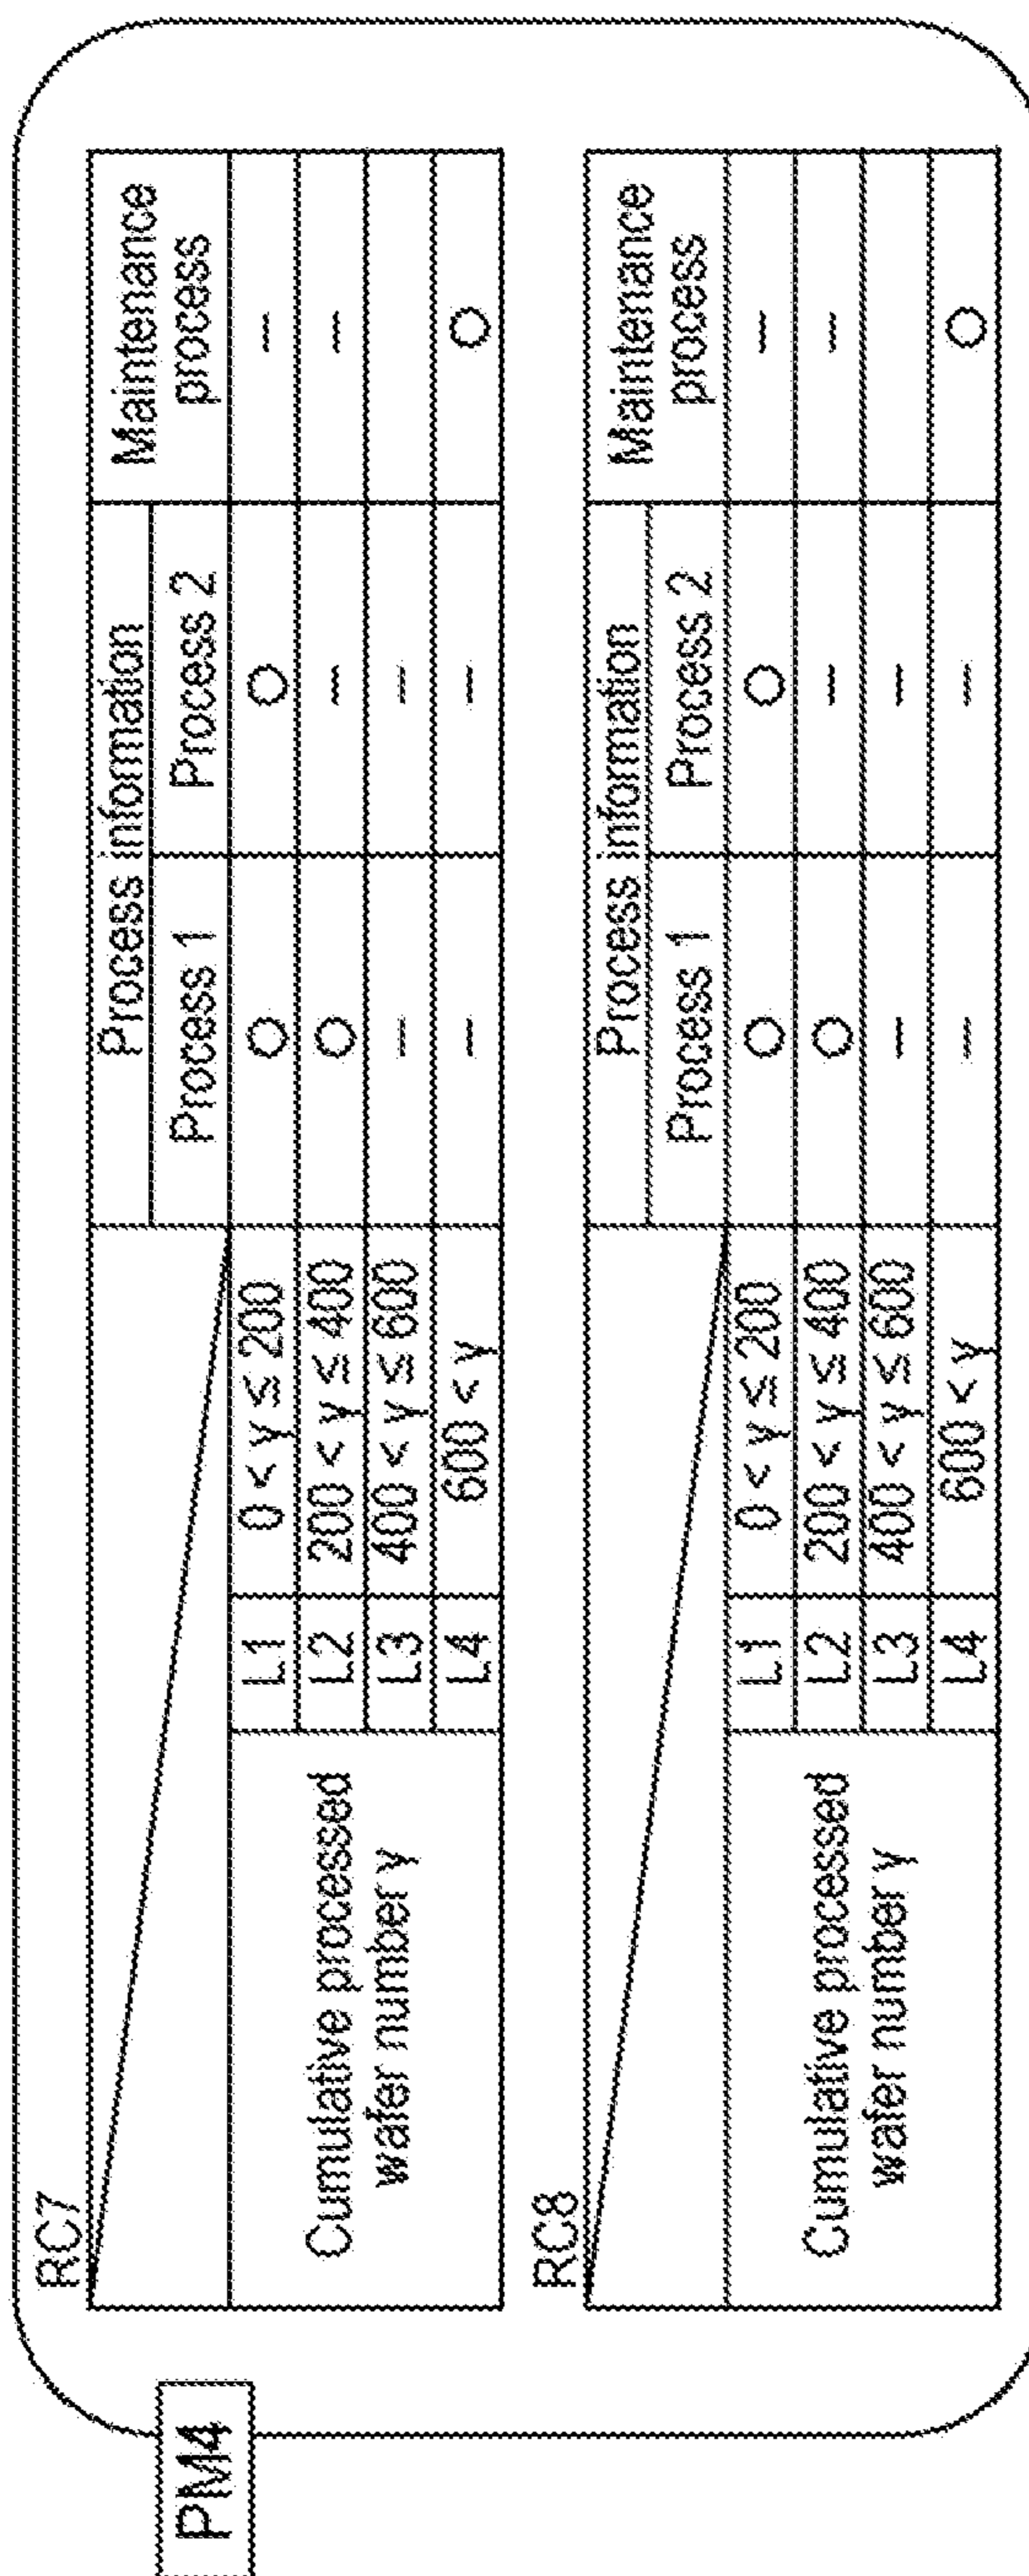 PM4
RC7
Process information Maintenance process
Process 1 Process 2
Cumulative processed wafer number y
L1 0 < y ≤ 200 ○ ○ –
L2 200 < y ≤ 400 ○ – –
L3 400 < y ≤ 600 – –
L4 600 < y – – ○
RC8
Process information Maintenance process
Process 1 Process 2
Cumulative processed wafer number y
L1 0 < y ≤ 200 ○ ○ –
L2 200 < y ≤ 400 ○ – –
L3 400 < y ≤ 600 – –
L4 600 < y – – ○